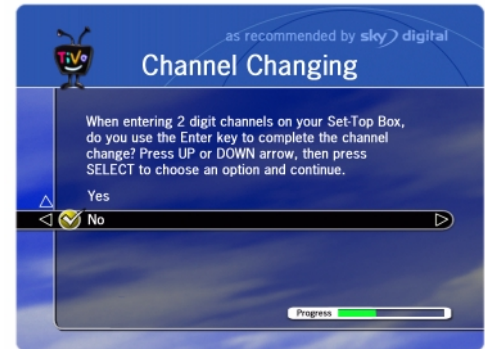 as recommended by sky digital
TiVo
Channel Changing
When entering 2 digit channels on your Set-Top Box,
do you use the Enter key to complete the channel
change? Press UP or DOWN arrow, then press
SELECT to choose an option and continue.
Yes
No
Progress